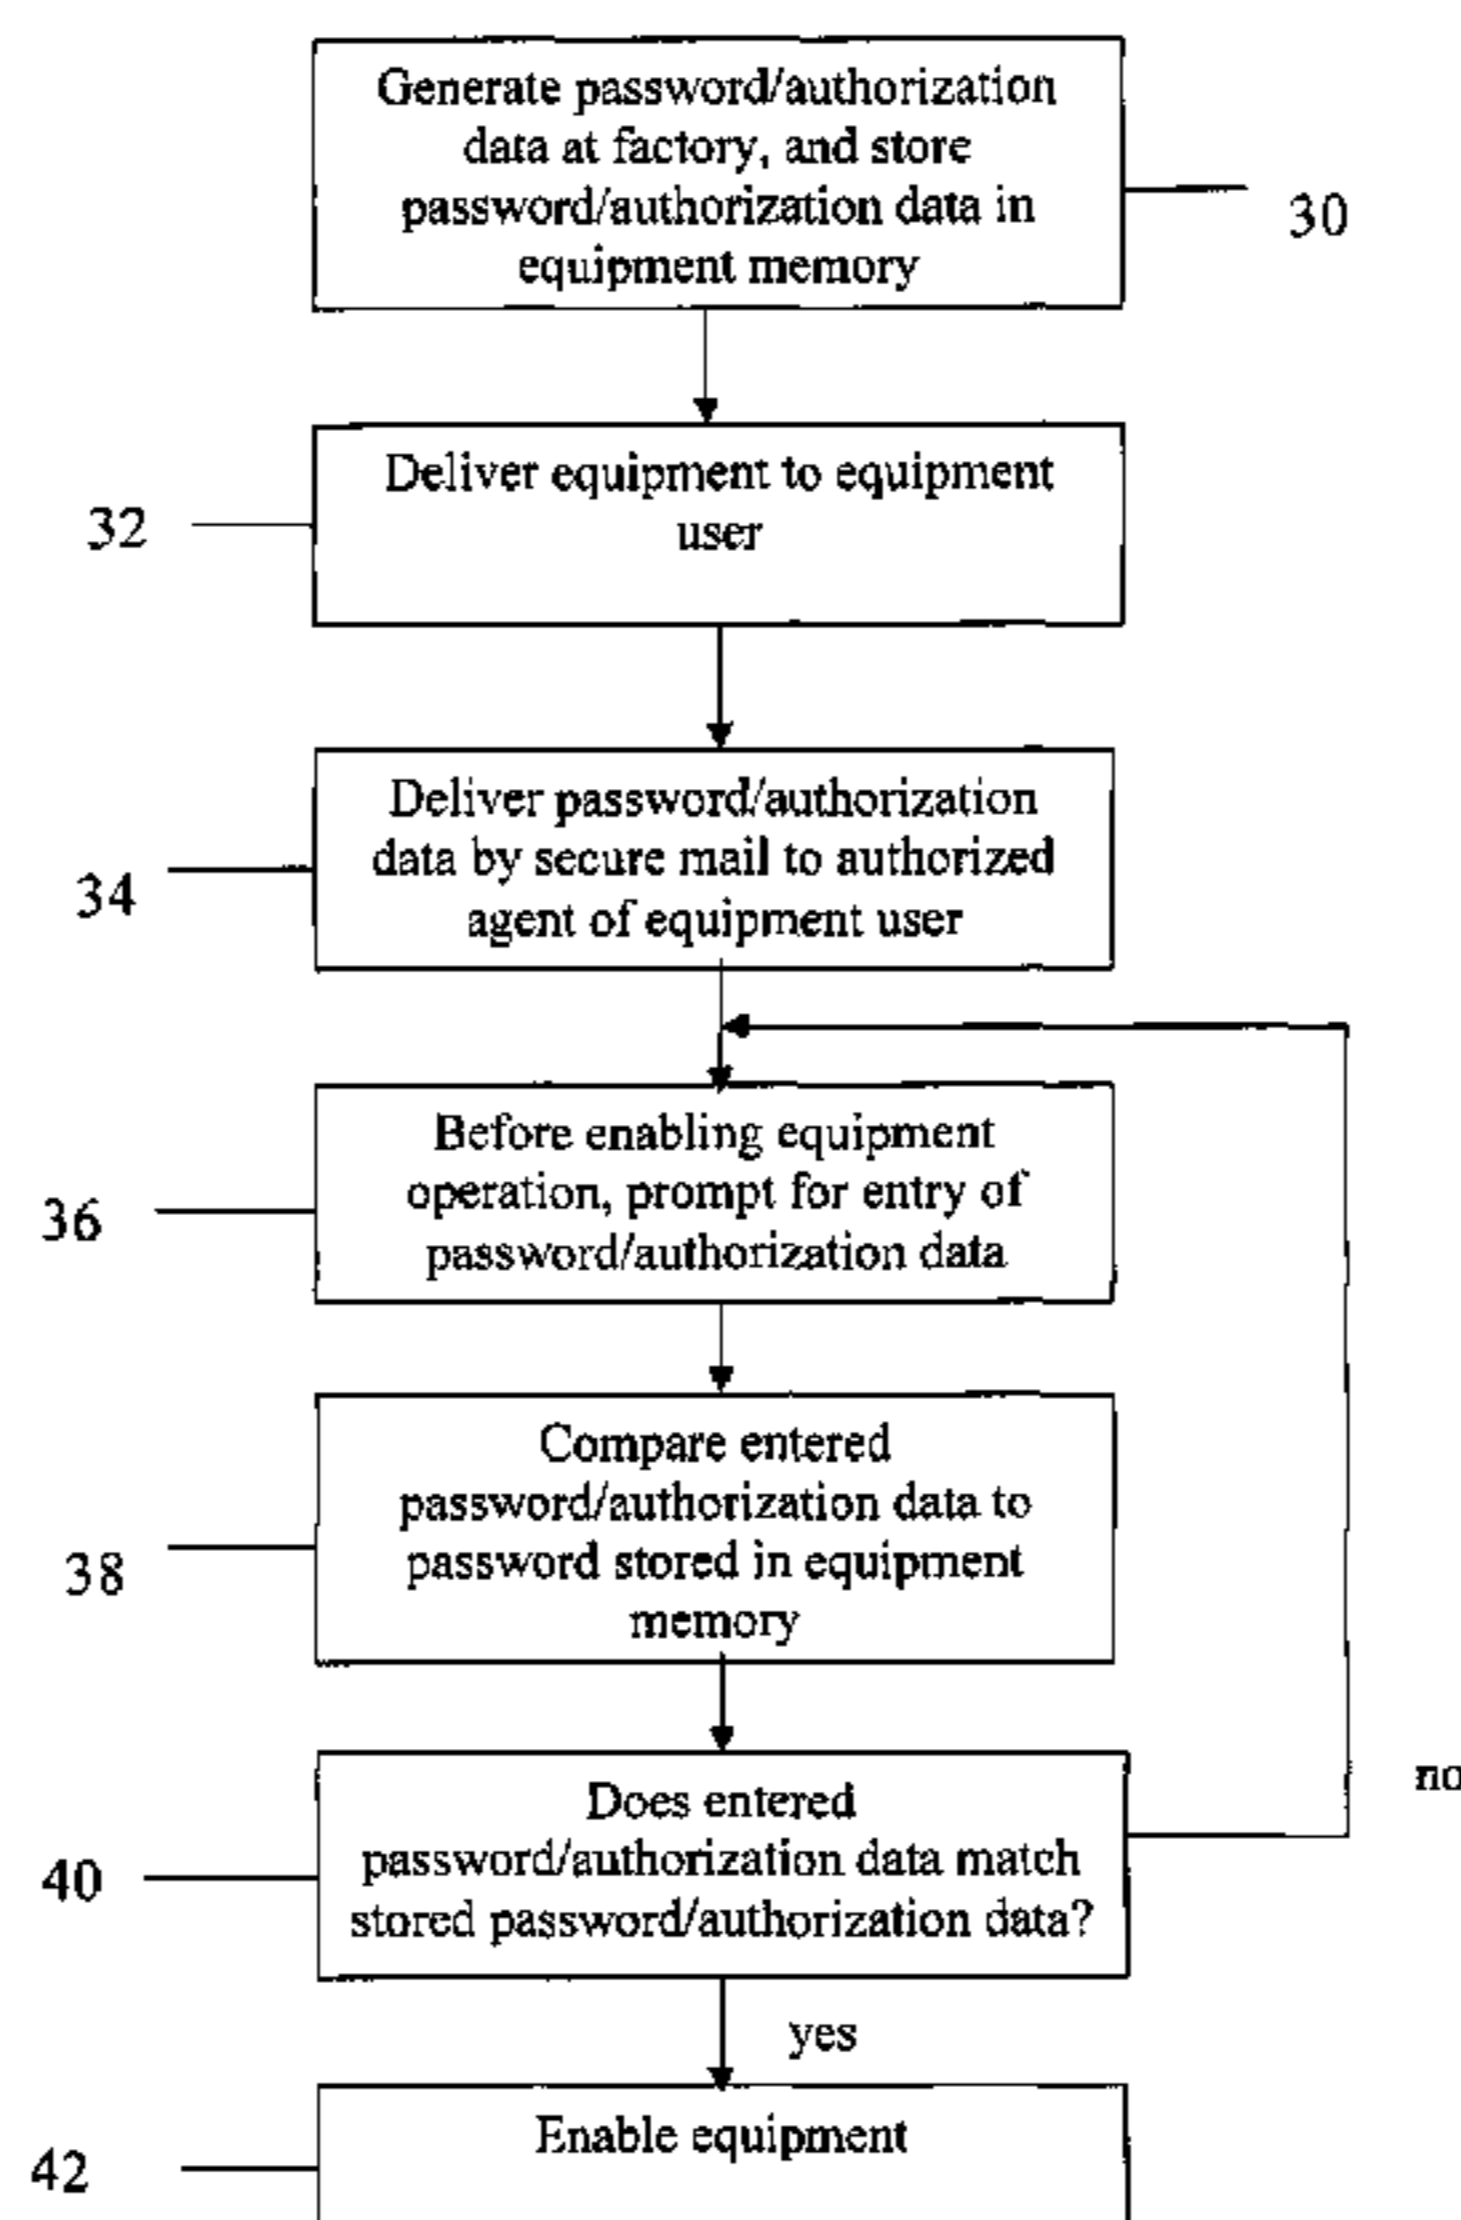 Generate password/authorization
data at factory, and store
password/authorization data in
equipment memory
30
Deliver equipment to equipment
user
32
Deliver password/authorization
data by secure mail to authorized
agent of equipment user
34
Before enabling equipment
operation, prompt for entry of
password/authorization data
36
Compare entered
password/authorization data to
password stored in equipment
memory
38
Does entered
password/authorization data match
stored password/authorization data?
no
40
yes
Enable equipment
42